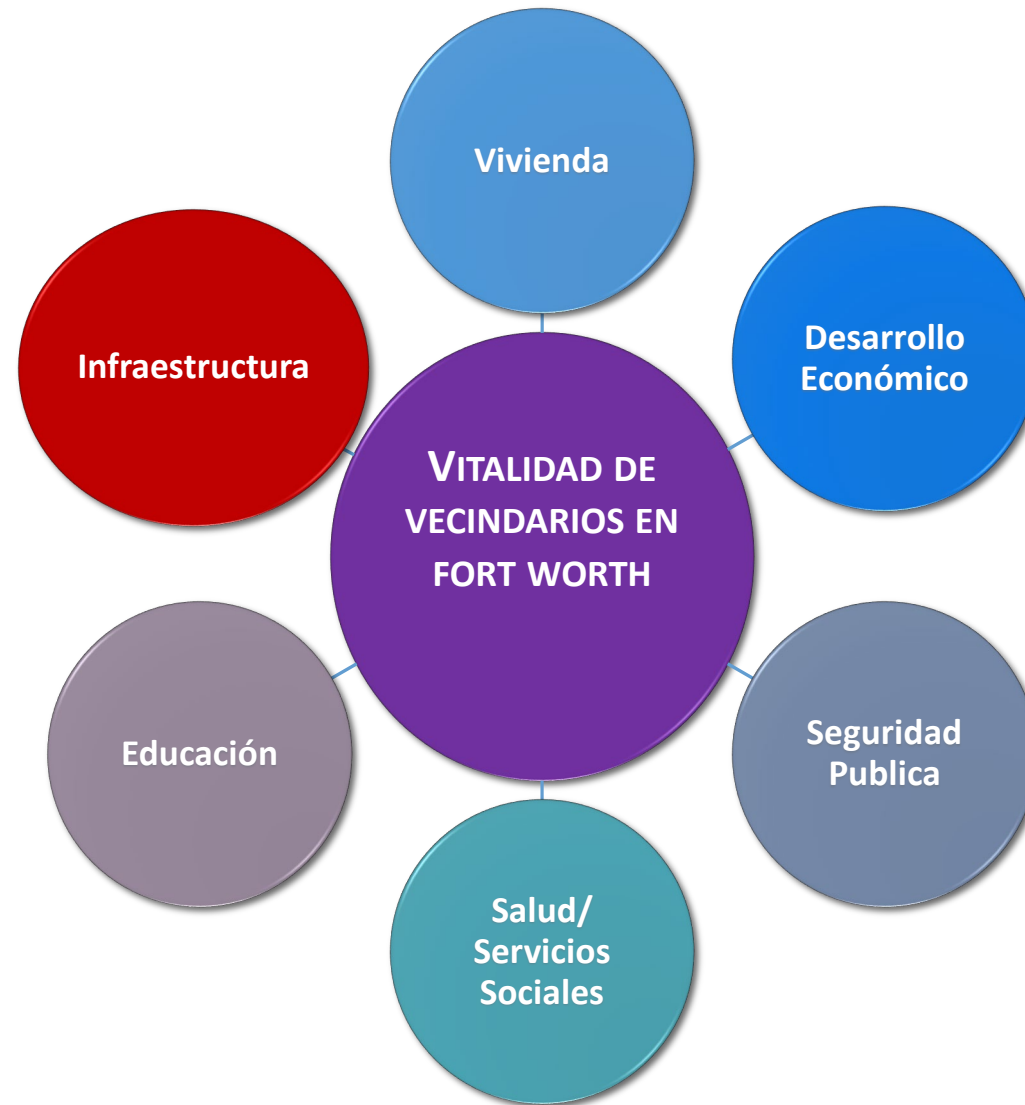 Vivienda
Infraestructura
Desarrollo
Económico
VITALIDAD DE
VECINDARIOS EN
FORT WORTH
Educación
Seguridad
Publica
Salud/
Servicios
Sociales